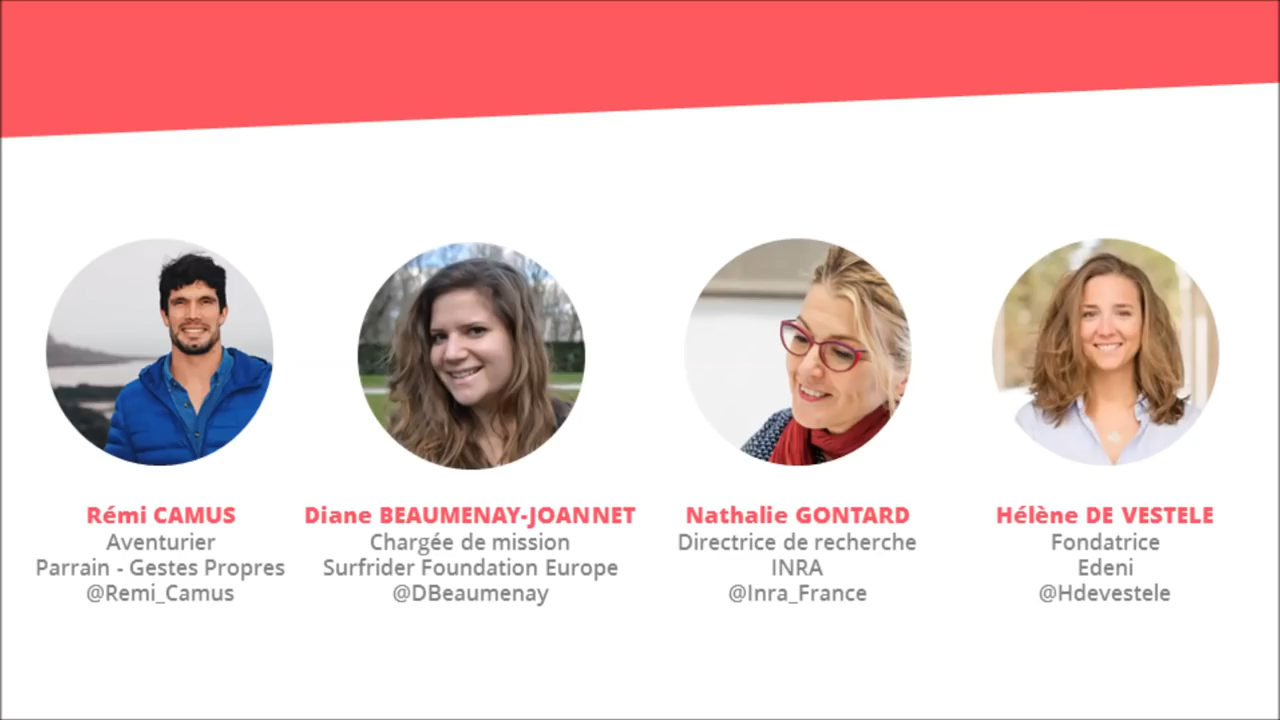 Rémi CAMUS
Aventurier
Parrain - Gestes Propres
@Remi_Camus
Diane BEAUMENAY-JOANNET
Chargée de mission
Surfrider Foundation Europe
@DBeaumenay
Nathalie GONTARD
Directrice de recherche
INRA
@Inra_France
Hélène DE VESTELE
Fondatrice
Edeni
@Hdevestele